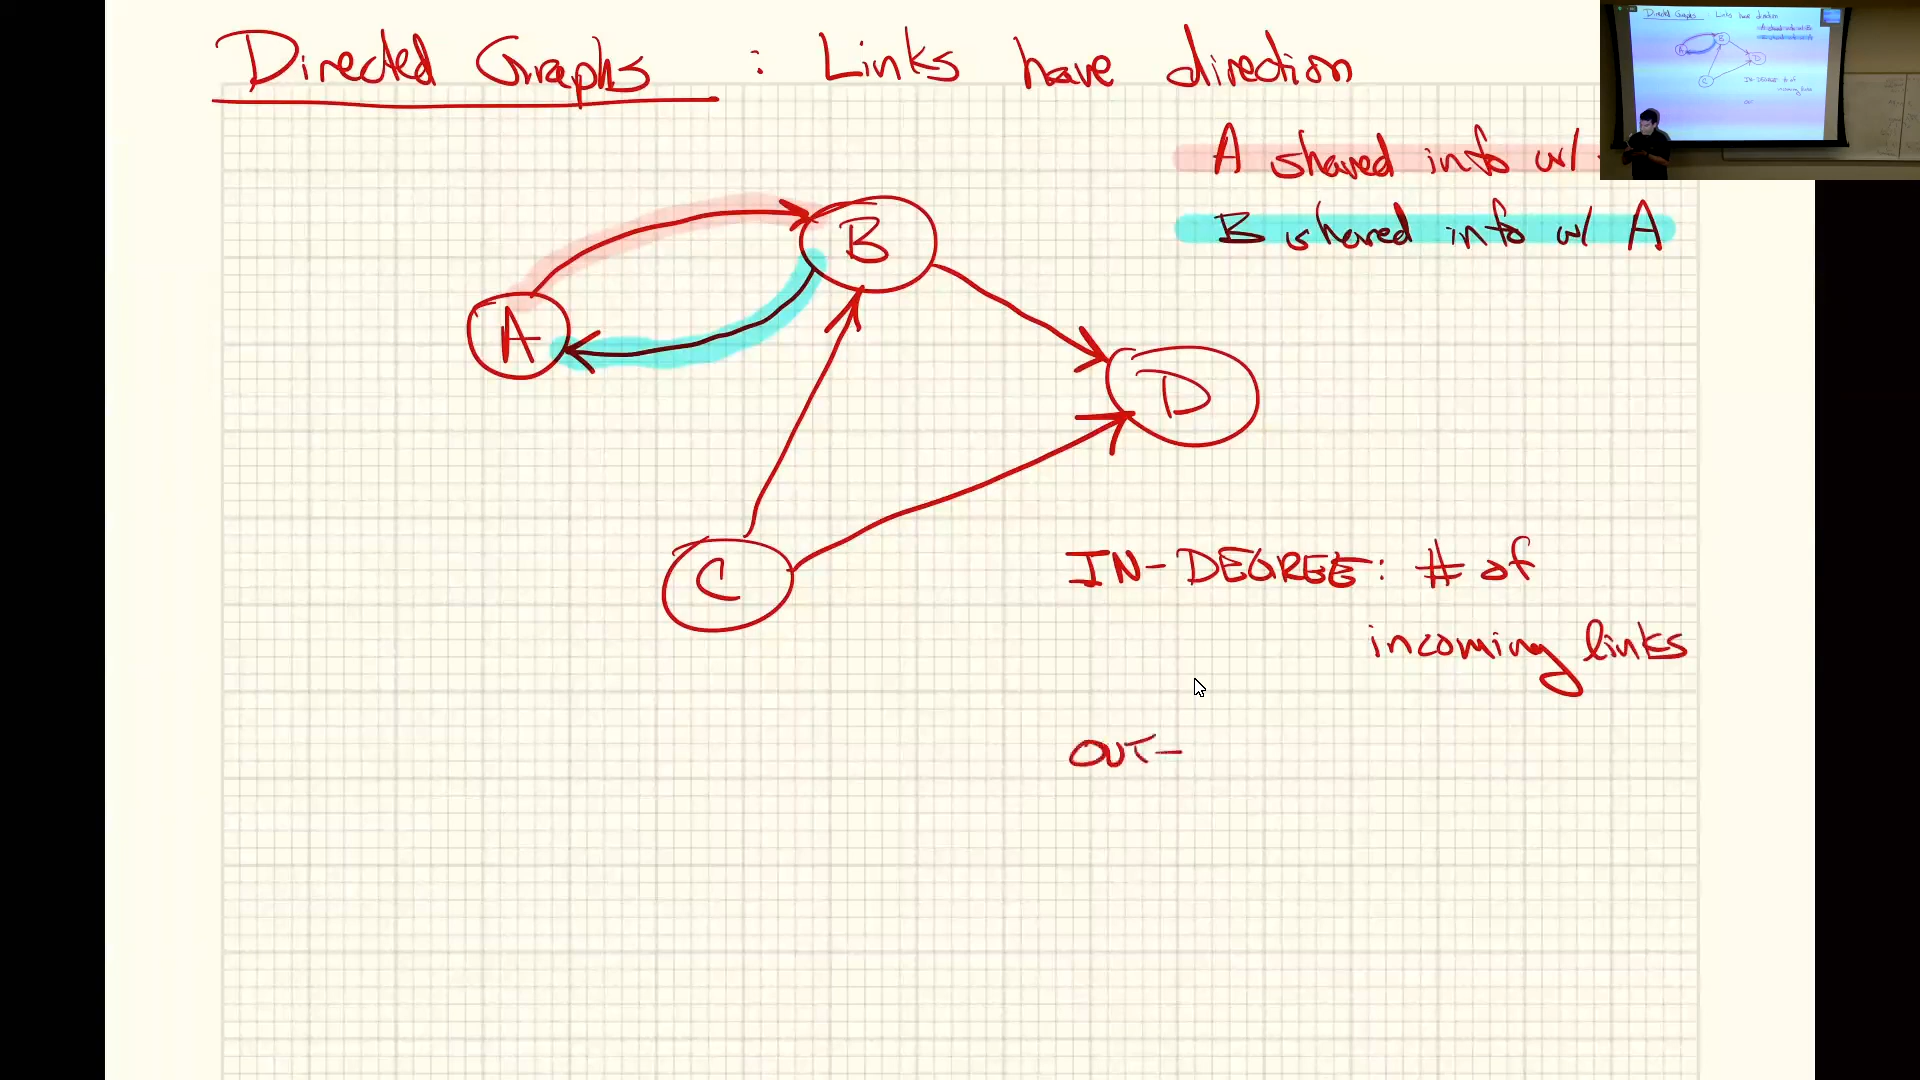 Directed Graphs : Links have direction
A shared info w/
B shared info w/ A
B
A
D
C
IN-DEGREE: # of
incoming links
OUT-